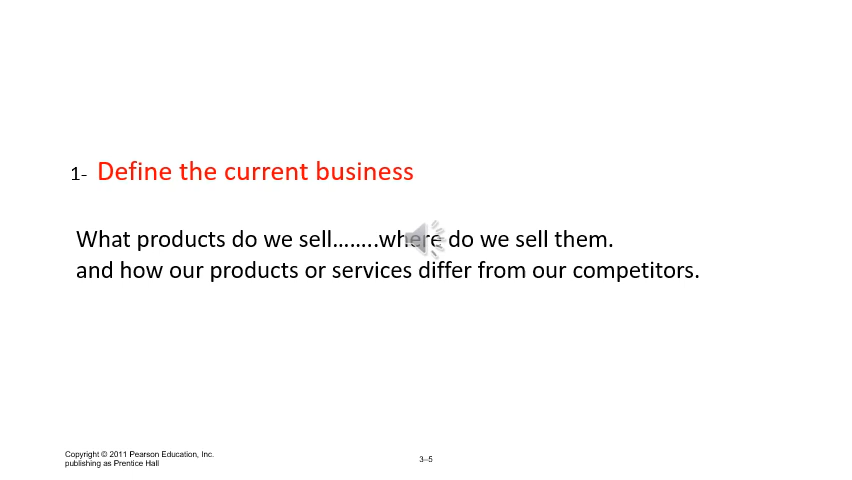 1- Define the current business
What products do we sell........where do we sell them.
and how our products or services differ from our competitors.
Copyright © 2011 Pearson Education, Inc.
publishing as Prentice Hall
3–5